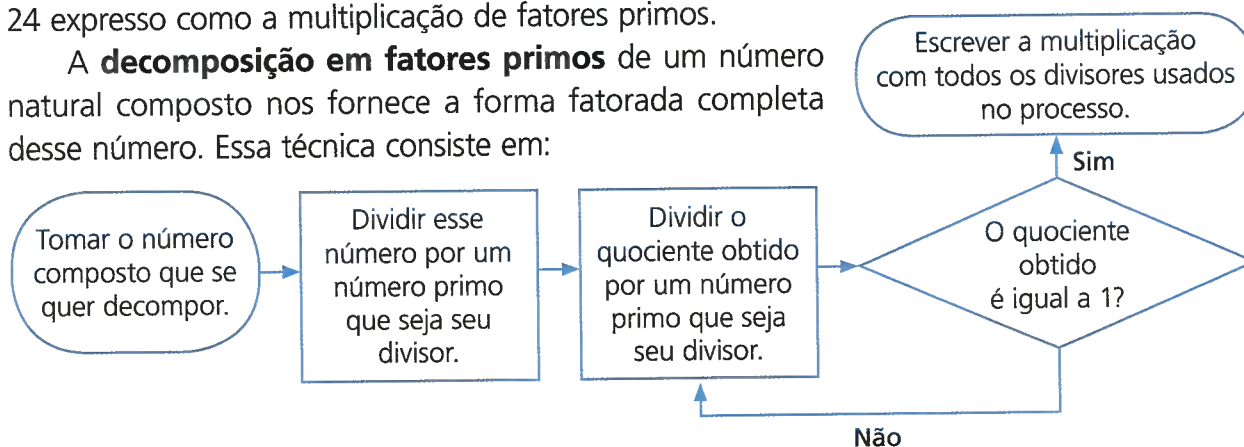 24 expresso como a multiplicação de fatores primos.
A decomposição em fatores primos de um número
natural composto nos fornece a forma fatorada completa
desse número. Essa técnica consiste em:
Tomar o número
composto que se
quer decompor.
Dividir esse
número por um
número primo
que seja seu
divisor.
Dividir o
quociente obtido
por um número
primo que seja
seu divisor.
O quociente
obtido
é igual a 1?
Não
Sim
Escrever a multiplicação
com todos os divisores usados
no processo.